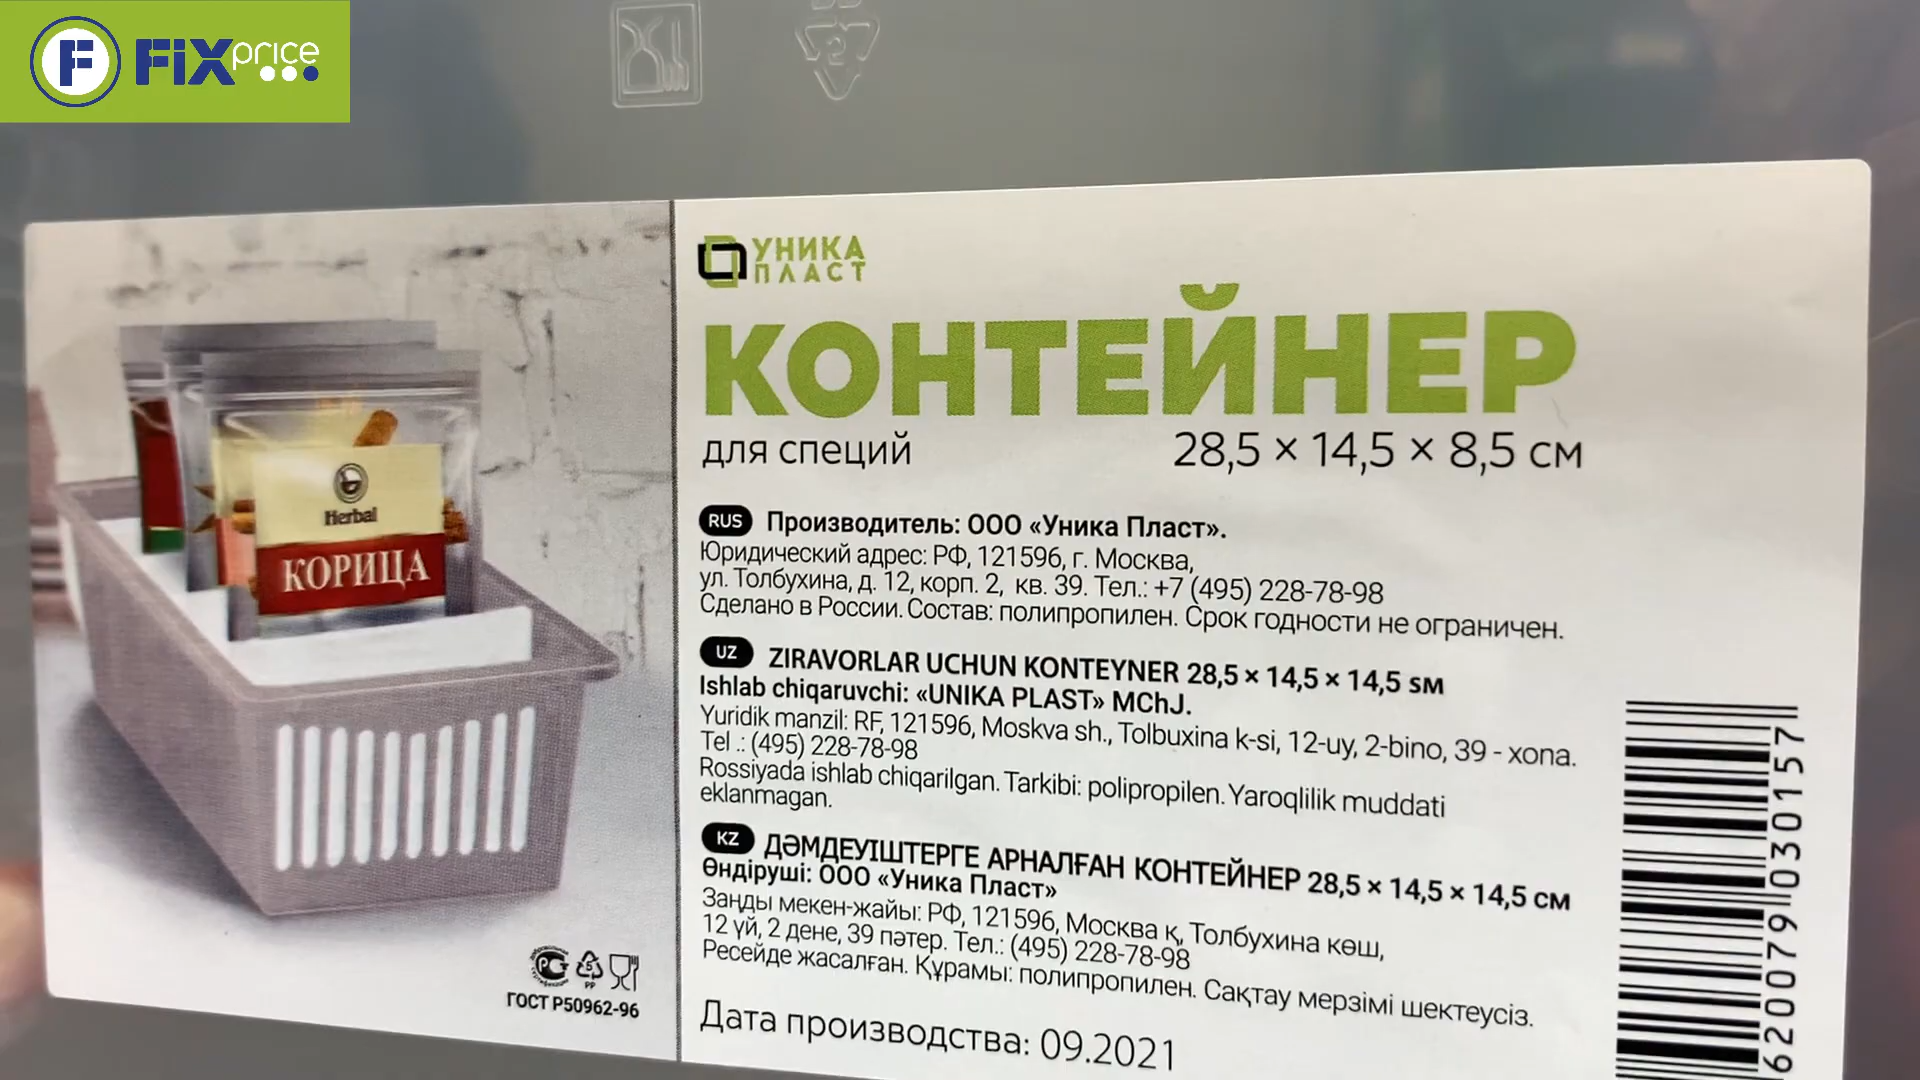 FiXprice
УНИКА
ПЛАСТ
КОНТЕЙНЕР
для специй 28,5 × 14,5 × 8,5 см
Herbal
КОРИЦА
RUS Производитель: ООО «Уника Пласт».
Юридический адрес: РФ, 121596, г. Москва,
ул. Толбухина, д. 12, корп. 2, кв. 39. Тел.: +7 (495) 228-78-98
Сделано в России. Состав: полипропилен. Срок годности не ограничен.
UZ ZIRAVORLAR UCHUN KONTEYNER 28,5 × 14,5 × 14,5 sм
Ishlab chiqaruvchi: «UNIKA PLAST» MChJ.
Yuridik manzil: RF, 121596, Moskva sh., Tolbuxina k-si, 12-uy, 2-bino, 39 - xona.
Tel .: (495) 228-78-98
Rossiyada ishlab chiqarilgan. Tarkibi: polipropilen. Yaroqlilik muddati
eklanmagan.
KZ ДӘМДЕУІШТЕРГЕ АРНАЛҒАН КОНТЕЙНЕР 28,5 × 14,5 × 14,5 см
Өндіруші: ООО «Уника Пласт»
Заңды мекен-жайы: РФ, 121596, Москва қ, Толбухина көш,
12 үй, 2 дене, 39 пәтер. Тел.: (495) 228-78-98
Ресейде жасалған. Құрамы: полипропилен. Сақтау мерзімі шектеусіз.
Дата производства: 09.2021
5
PP
ГОСТ Р50962-96
620079030157